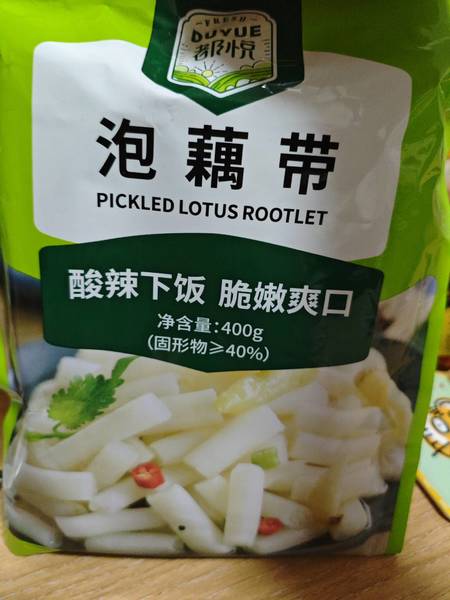 FRESH
DUYUE
都悦
泡藕带
PICKLED LOTUS ROOTLET
酸辣下饭 脆嫩爽口
净含量:400g
(固形物≥40%)